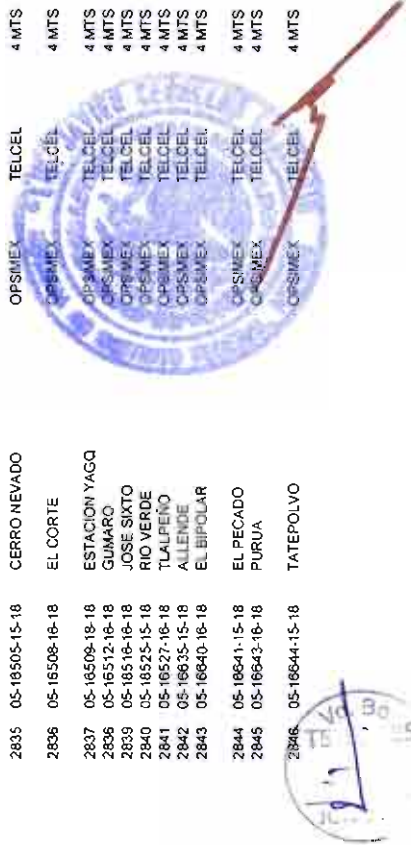 2835 05-16505-15-18 CERRO NEVADO OPSIMEX TELCEL 4 MTS
2836 05-16508-16-18 EL CORTE OPSIMEX TELCEL 4 MTS
2837 05-16509-18-18 ESTACION YAGQ OPSIMEX TELCEL 4 MTS
2838 05-16512-16-18 GUMARO OPSIMEX TELCEL 4 MTS
2839 05-16516-16-18 JOSE SIXTO OPSIMEX TELCEL 4 MTS
2840 05-16525-15-18 RIO VERDE OPSIMEX TELCEL 4 MTS
2841 05-16527-16-18 TLALPEÑO OPSIMEX TELCEL 4 MTS
2842 05-16635-15-18 ALLENDE OPSIMEX TELCEL 4 MTS
2843 05-16640-16-18 EL BIPOLAR OPSIMEX TELCEL 4 MTS
2844 05-16641-15-18 EL PECADO OPSIMEX TELCEL 4 MTS
2845 05-16643-16-18 PURUA OPSIMEX TELCEL 4 MTS
2846 05-16644-15-18 TATEPOLVO OPSIMEX TELCEL 4 MTS
Vo. Bo